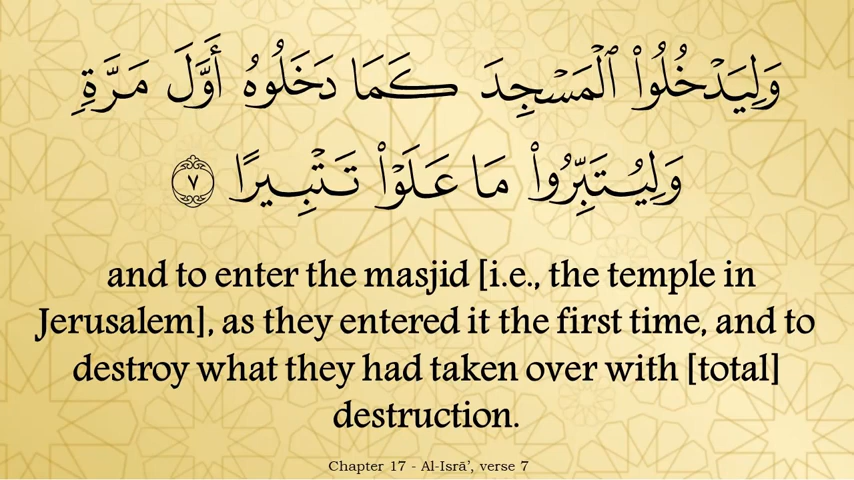 وَلِيَدْخُلُوا۟ ٱلْمَسْجِدَ كَمَا دَخَلُوهُ أَوَّلَ مَرَّةٍ
وَلِيُتَبِّرُوا۟ مَا عَلَوْا۟ تَتْبِيرًا ٧
and to enter the masjid [i.e., the temple in
Jerusalem], as they entered it the first time, and to
destroy what they had taken over with [total]
destruction.
Chapter 17 - Al-Isrā’, verse 7